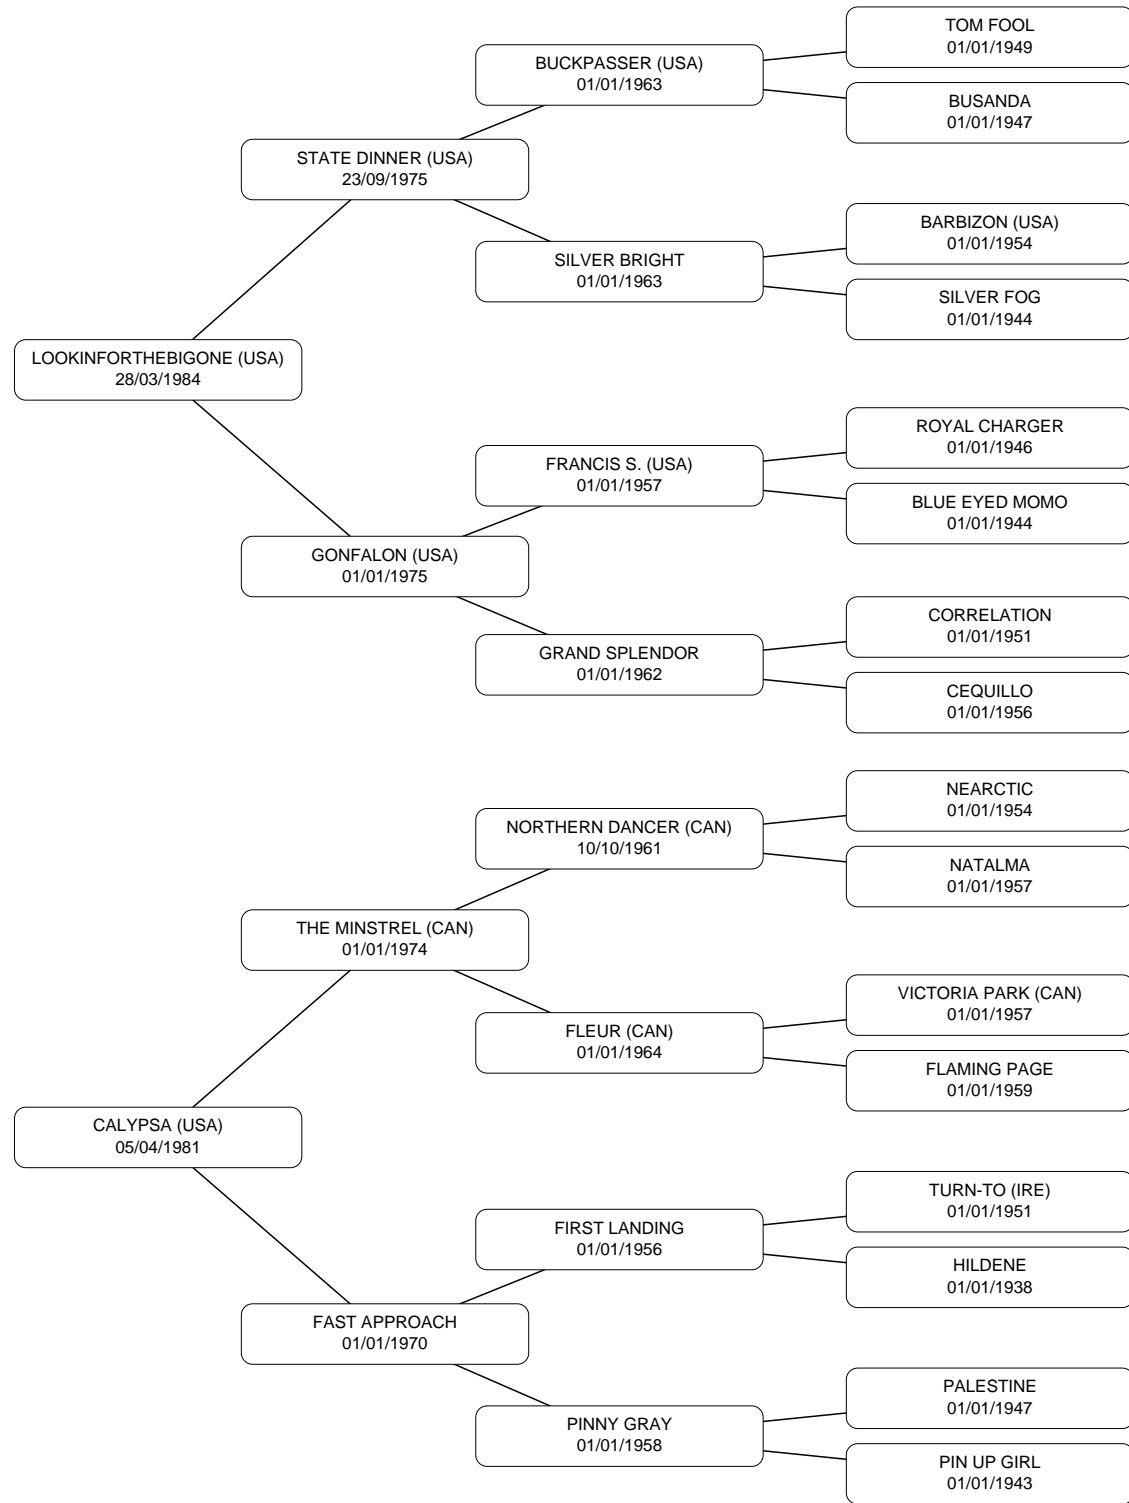 TOM FOOL
01/01/1949
BUCKPASSER (USA)
01/01/1963
BUSANDA
01/01/1947
STATE DINNER (USA)
23/09/1975
BARBIZON (USA)
01/01/1954
SILVER BRIGHT
01/01/1963
SILVER FOG
01/01/1944
LOOKINFORTHEBIGONE (USA)
28/03/1984
ROYAL CHARGER
01/01/1946
FRANCIS S. (USA)
01/01/1957
BLUE EYED MOMO
01/01/1944
GONFALON (USA)
01/01/1975
CORRELATION
01/01/1951
GRAND SPLENDOR
01/01/1962
CEQUILLO
01/01/1956
NEARCTIC
01/01/1954
NORTHERN DANCER (CAN)
10/10/1961
NATALMA
01/01/1957
THE MINSTREL (CAN)
01/01/1974
VICTORIA PARK (CAN)
01/01/1957
FLEUR (CAN)
01/01/1964
FLAMING PAGE
01/01/1959
CALYPSA (USA)
05/04/1981
TURN-TO (IRE)
01/01/1951
FIRST LANDING
01/01/1956
HILDENE
01/01/1938
FAST APPROACH
01/01/1970
PALESTINE
01/01/1947
PINNY GRAY
01/01/1958
PIN UP GIRL
01/01/1943